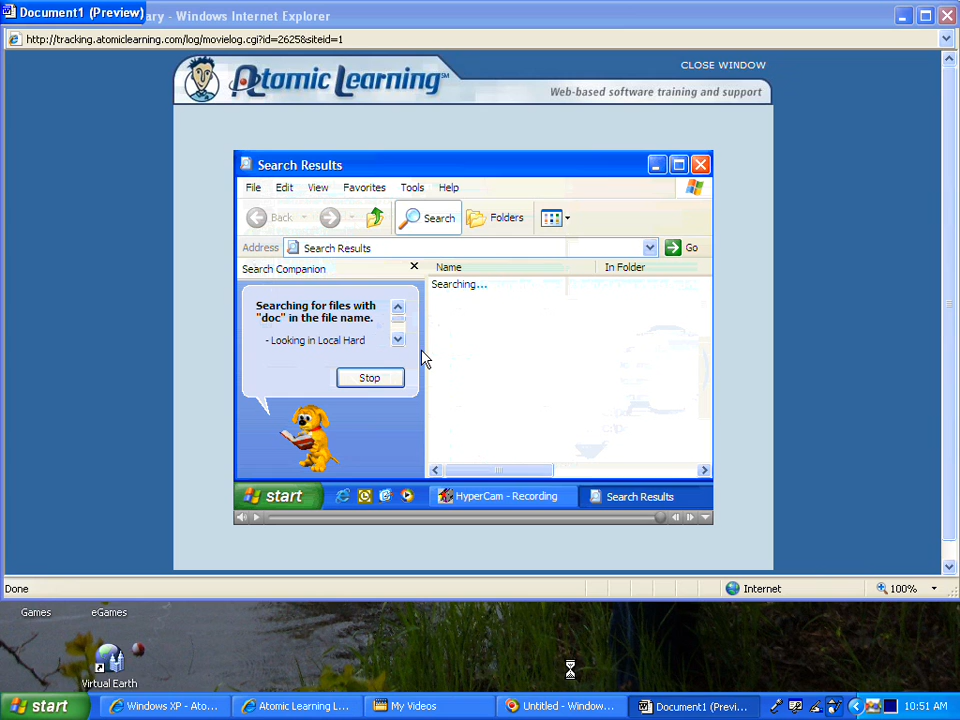 Document1 (Preview)
ary - Windows Internet Explorer
http://tracking.atomiclearning.com/log/movielog.cgi?id=2625&siteid=1
CLOSE WINDOW
Atomic Learning
SM
Web-based software training and support
Search Results
File Edit View Favorites Tools Help
Back Search Folders
Address Search Results Go
Search Companion
Name In Folder
Searching...
Searching for files with
"doc" in the file name.
- Looking in Local Hard
Stop
start HyperCam - Recording Search Results
Done Internet 100%
Games eGames
Virtual Earth
start Windows XP - Ato... Atomic Learning L... My Videos Untitled - Window... Document1 (Previ... 10:51 AM